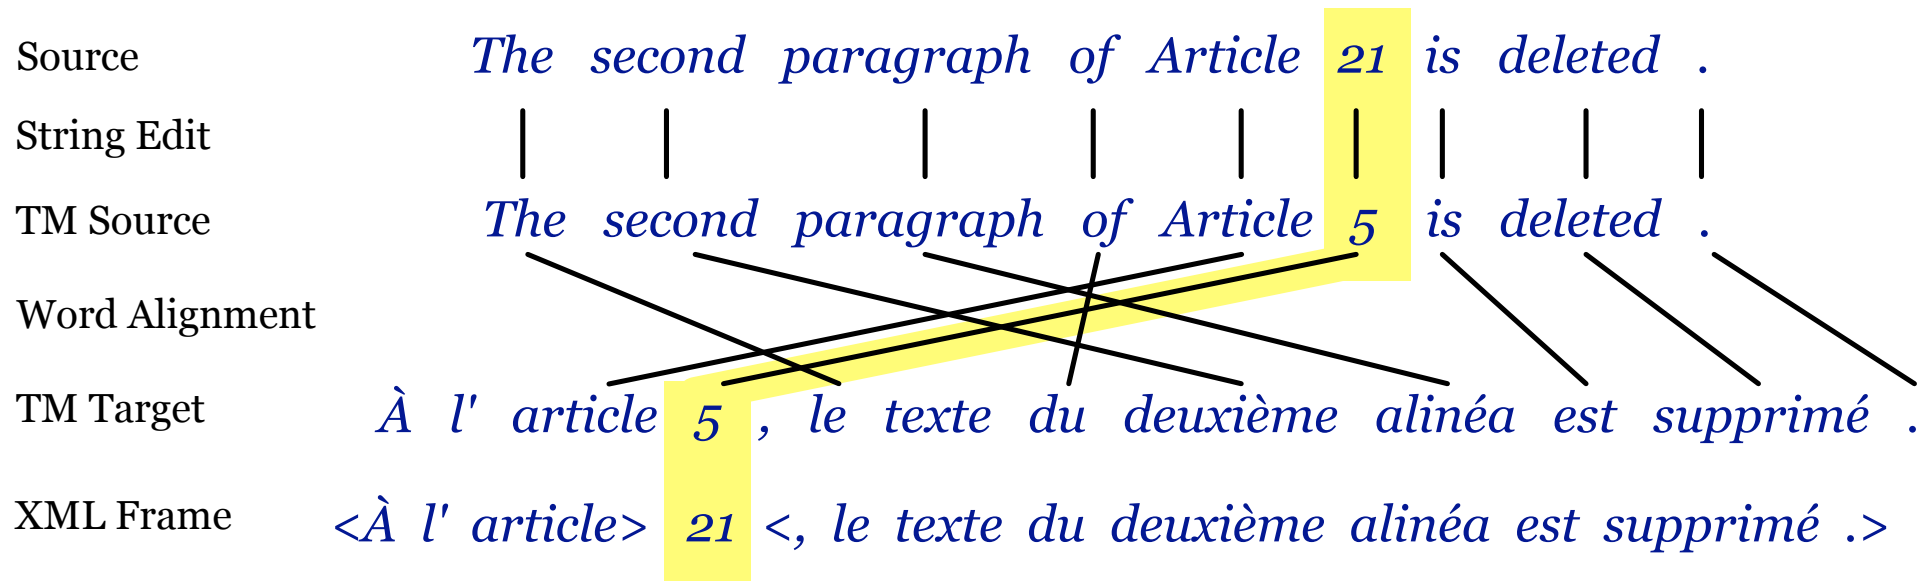 Source The second paragraph of Article 21 is deleted .
String Edit
TM Source The second paragraph of Article 5 is deleted .
Word Alignment
TM Target À l' article 5 , le texte du deuxième alinéa est supprimé .
XML Frame <À l' article> 21 <, le texte du deuxième alinéa est supprimé .>